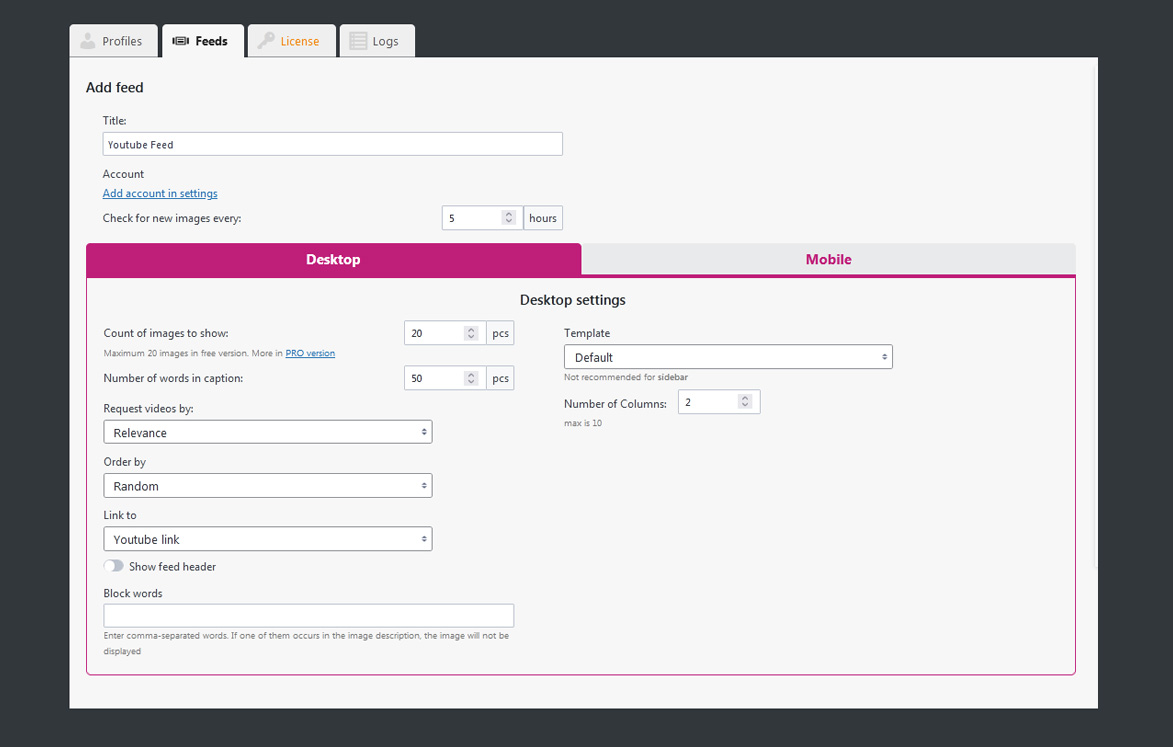 Profiles
Feeds
License
Logs
Add feed
Title:
Youtube Feed
Account
Add account in settings
Check for new images every:
5
hours
Desktop
Mobile
Desktop settings
Count of images to show:
20
pcs
Maximum 20 images in free version. More in PRO version
Number of words in caption:
50
pcs
Request videos by:
Relevance
Order by
Random
Link to
Youtube link
Show feed header
Block words
Enter comma-separated words. If one of them occurs in the image description, the image will not be
displayed
Template
Default
Not recommended for sidebar
Number of Columns:
2
max is 10